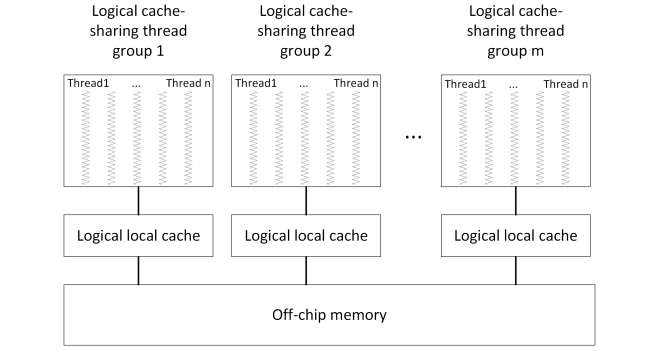 Logical cache-
sharing thread
group 1
Logical cache-
sharing thread
group 2
Logical cache-
sharing thread
group m
Thread1 ... Thread n
Thread1 ... Thread n
Thread1 ... Thread n
...
Logical local cache
Logical local cache
Logical local cache
Off-chip memory